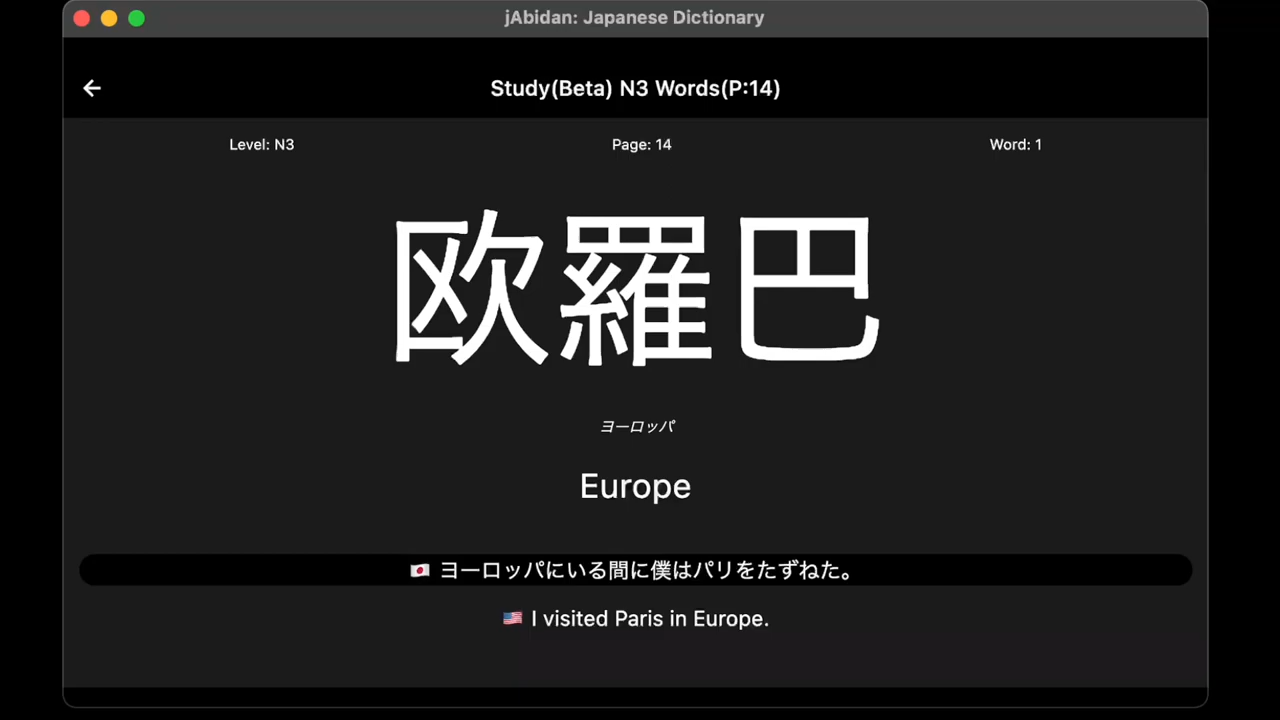 jAbidan: Japanese Dictionary
Study(Beta) N3 Words(P:14)
Level: N3
Page: 14
Word: 1
欧羅巴
ヨーロッパ
Europe
🇯🇵 ヨーロッパにいる間に僕はパリをたずねた。
🇺🇸 I visited Paris in Europe.